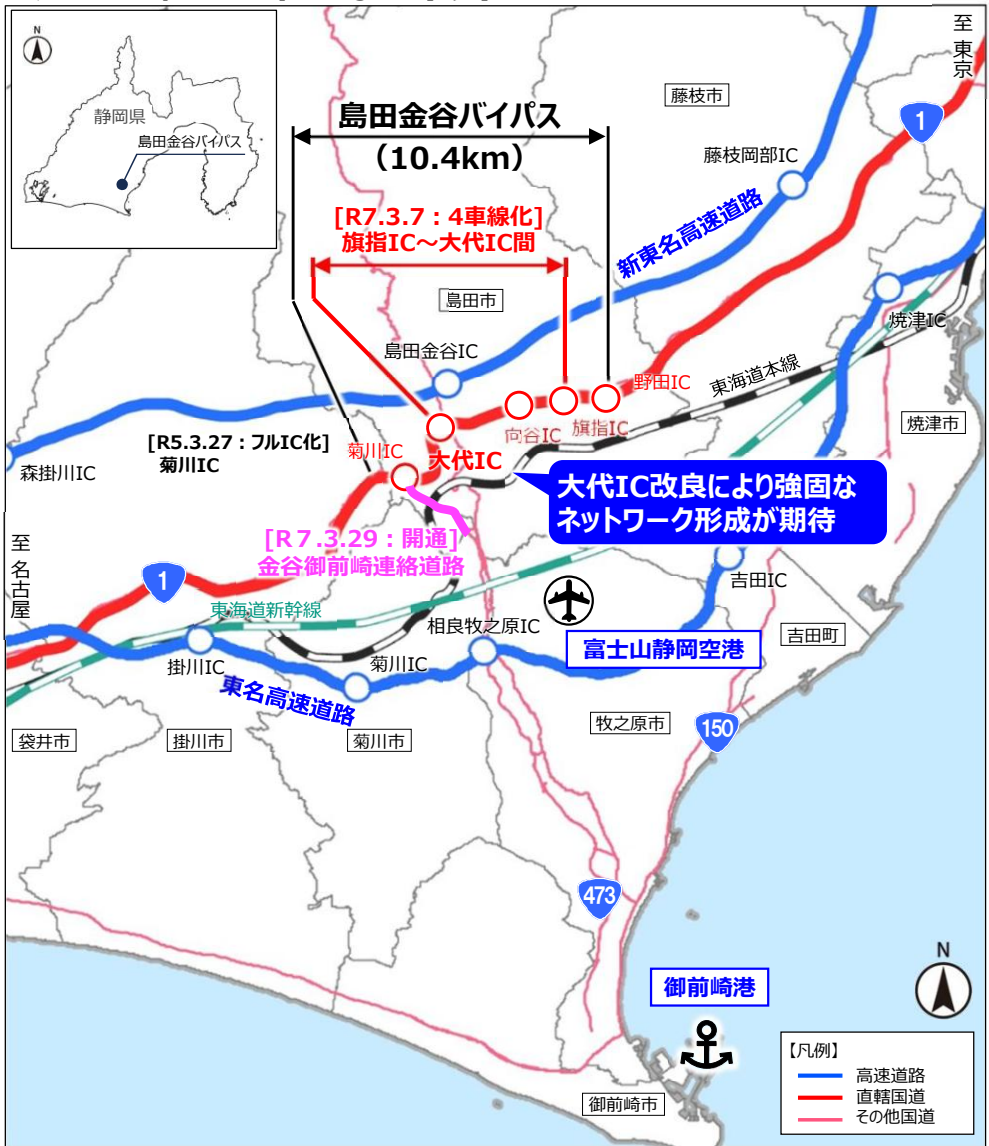 N
静岡県
島田金谷バイパス
至 東京
藤枝市
1
島田金谷バイパス
(10.4km)
藤枝岡部IC
[R7.3.7:4車線化]
旗指IC~大代IC間
新東名高速道路
島田市
焼津IC
島田金谷IC
東海道本線
野田IC
向谷IC
旗指IC
焼津市
[R5.3.27:フルIC化]
菊川IC
菊川IC
大代IC
森掛川IC
大代IC改良により強固な
ネットワーク形成が期待
[R7.3.29:開通]
金谷御前崎連絡道路
至 名古屋
1
吉田IC
東海道新幹線
相良牧之原IC
吉田町
掛川IC
菊川IC
富士山静岡空港
東名高速道路
牧之原市
150
袋井市
掛川市
菊川市
473
N
御前崎港
【凡例】
高速道路
直轄国道
その他国道
御前崎市